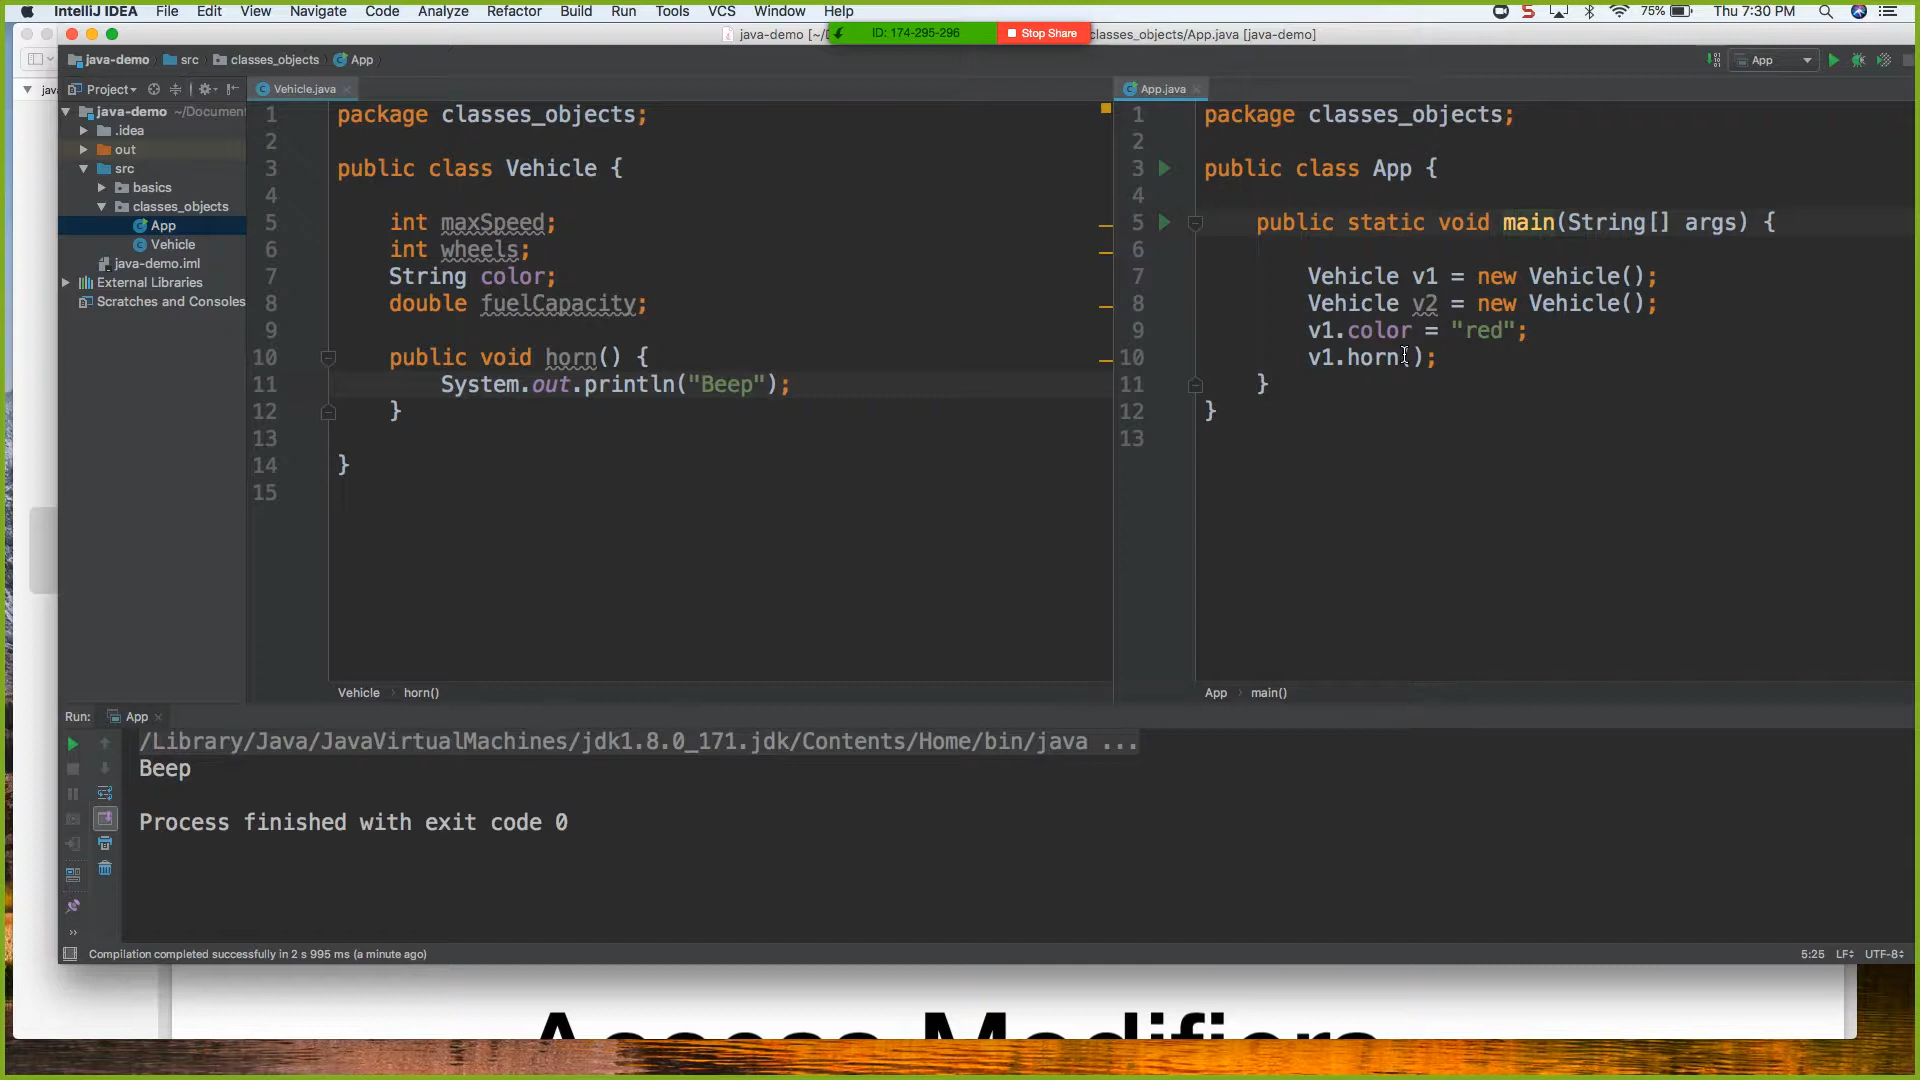 IntelliJ IDEA File Edit View Navigate Code Analyze Refactor Build Run Tools VCS Window Help 75% Thu 7:30 PM
java-demo [~/D
ID: 174-295-296 Stop Share
classes_objects/App.java [java-demo]
java-demo src classes_objects App
App
Project
Vehicle.java
App.java
java-demo ~/Document
.idea
out
src
basics
classes_objects
App
Vehicle
java-demo.iml
External Libraries
Scratches and Consoles
1 package classes_objects;
2
3 public class Vehicle {
4
5 int maxSpeed;
6 int wheels;
7 String color;
8 double fuelCapacity;
9
10 public void horn() {
11 System.out.println("Beep");
12 }
13
14 }
15
Vehicle horn()
1 package classes_objects;
2
3 public class App {
4
5 public static void main(String[] args) {
6
7 Vehicle v1 = new Vehicle();
8 Vehicle v2 = new Vehicle();
9 v1.color = "red";
10 v1.horn();
11 }
12 }
13
App main()
Run: App
/Library/Java/JavaVirtualMachines/jdk1.8.0_171.jdk/Contents/Home/bin/java ...
Beep
Process finished with exit code 0
Compilation completed successfully in 2 s 995 ms (a minute ago)
5:25 LF UTF-8
Access Modifiers